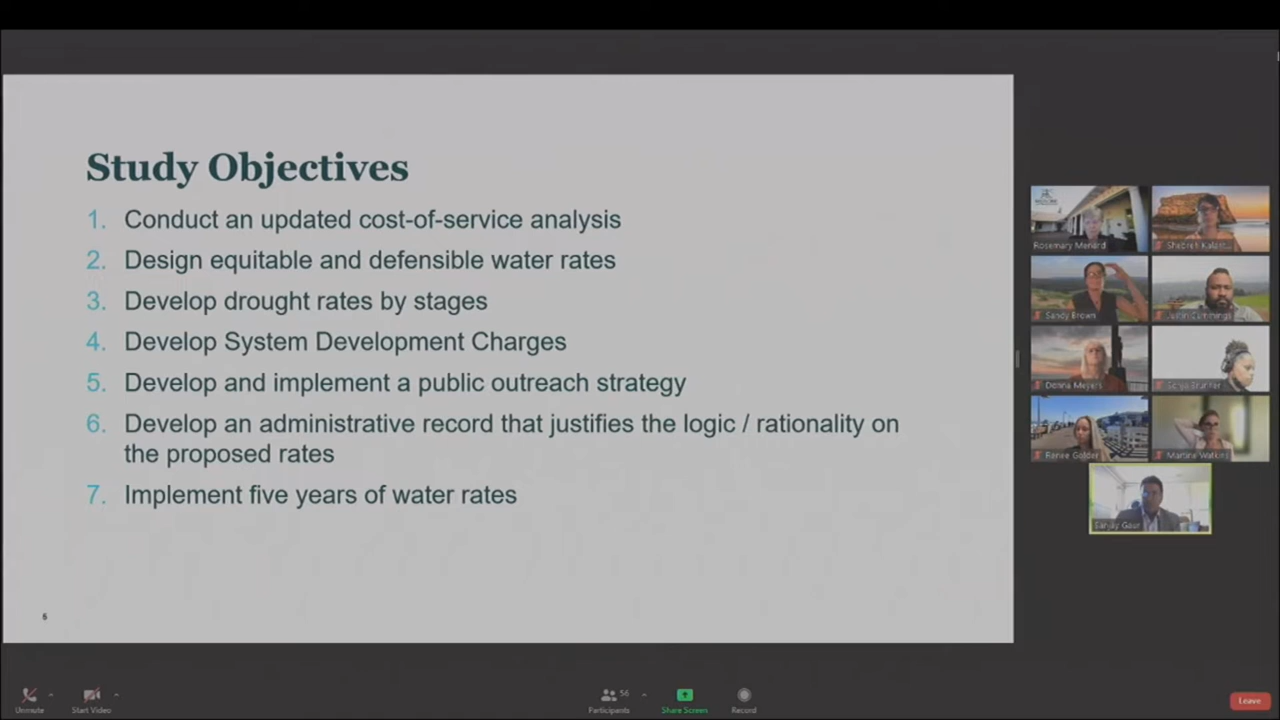 Study Objectives
1. Conduct an updated cost-of-service analysis
2. Design equitable and defensible water rates
3. Develop drought rates by stages
4. Develop System Development Charges
5. Develop and implement a public outreach strategy
6. Develop an administrative record that justifies the logic / rationality on
the proposed rates
7. Implement five years of water rates
6
Rosemary Menard
Shebreh Kalant...
Sandy Brown
Justin Cummings
Donna Meyers
Sonja Brunner
Renee Golder
Martine Watkins
Sanjay Gaur
Unmute
Start Video
Participants
56
Share Screen
Record
Leave